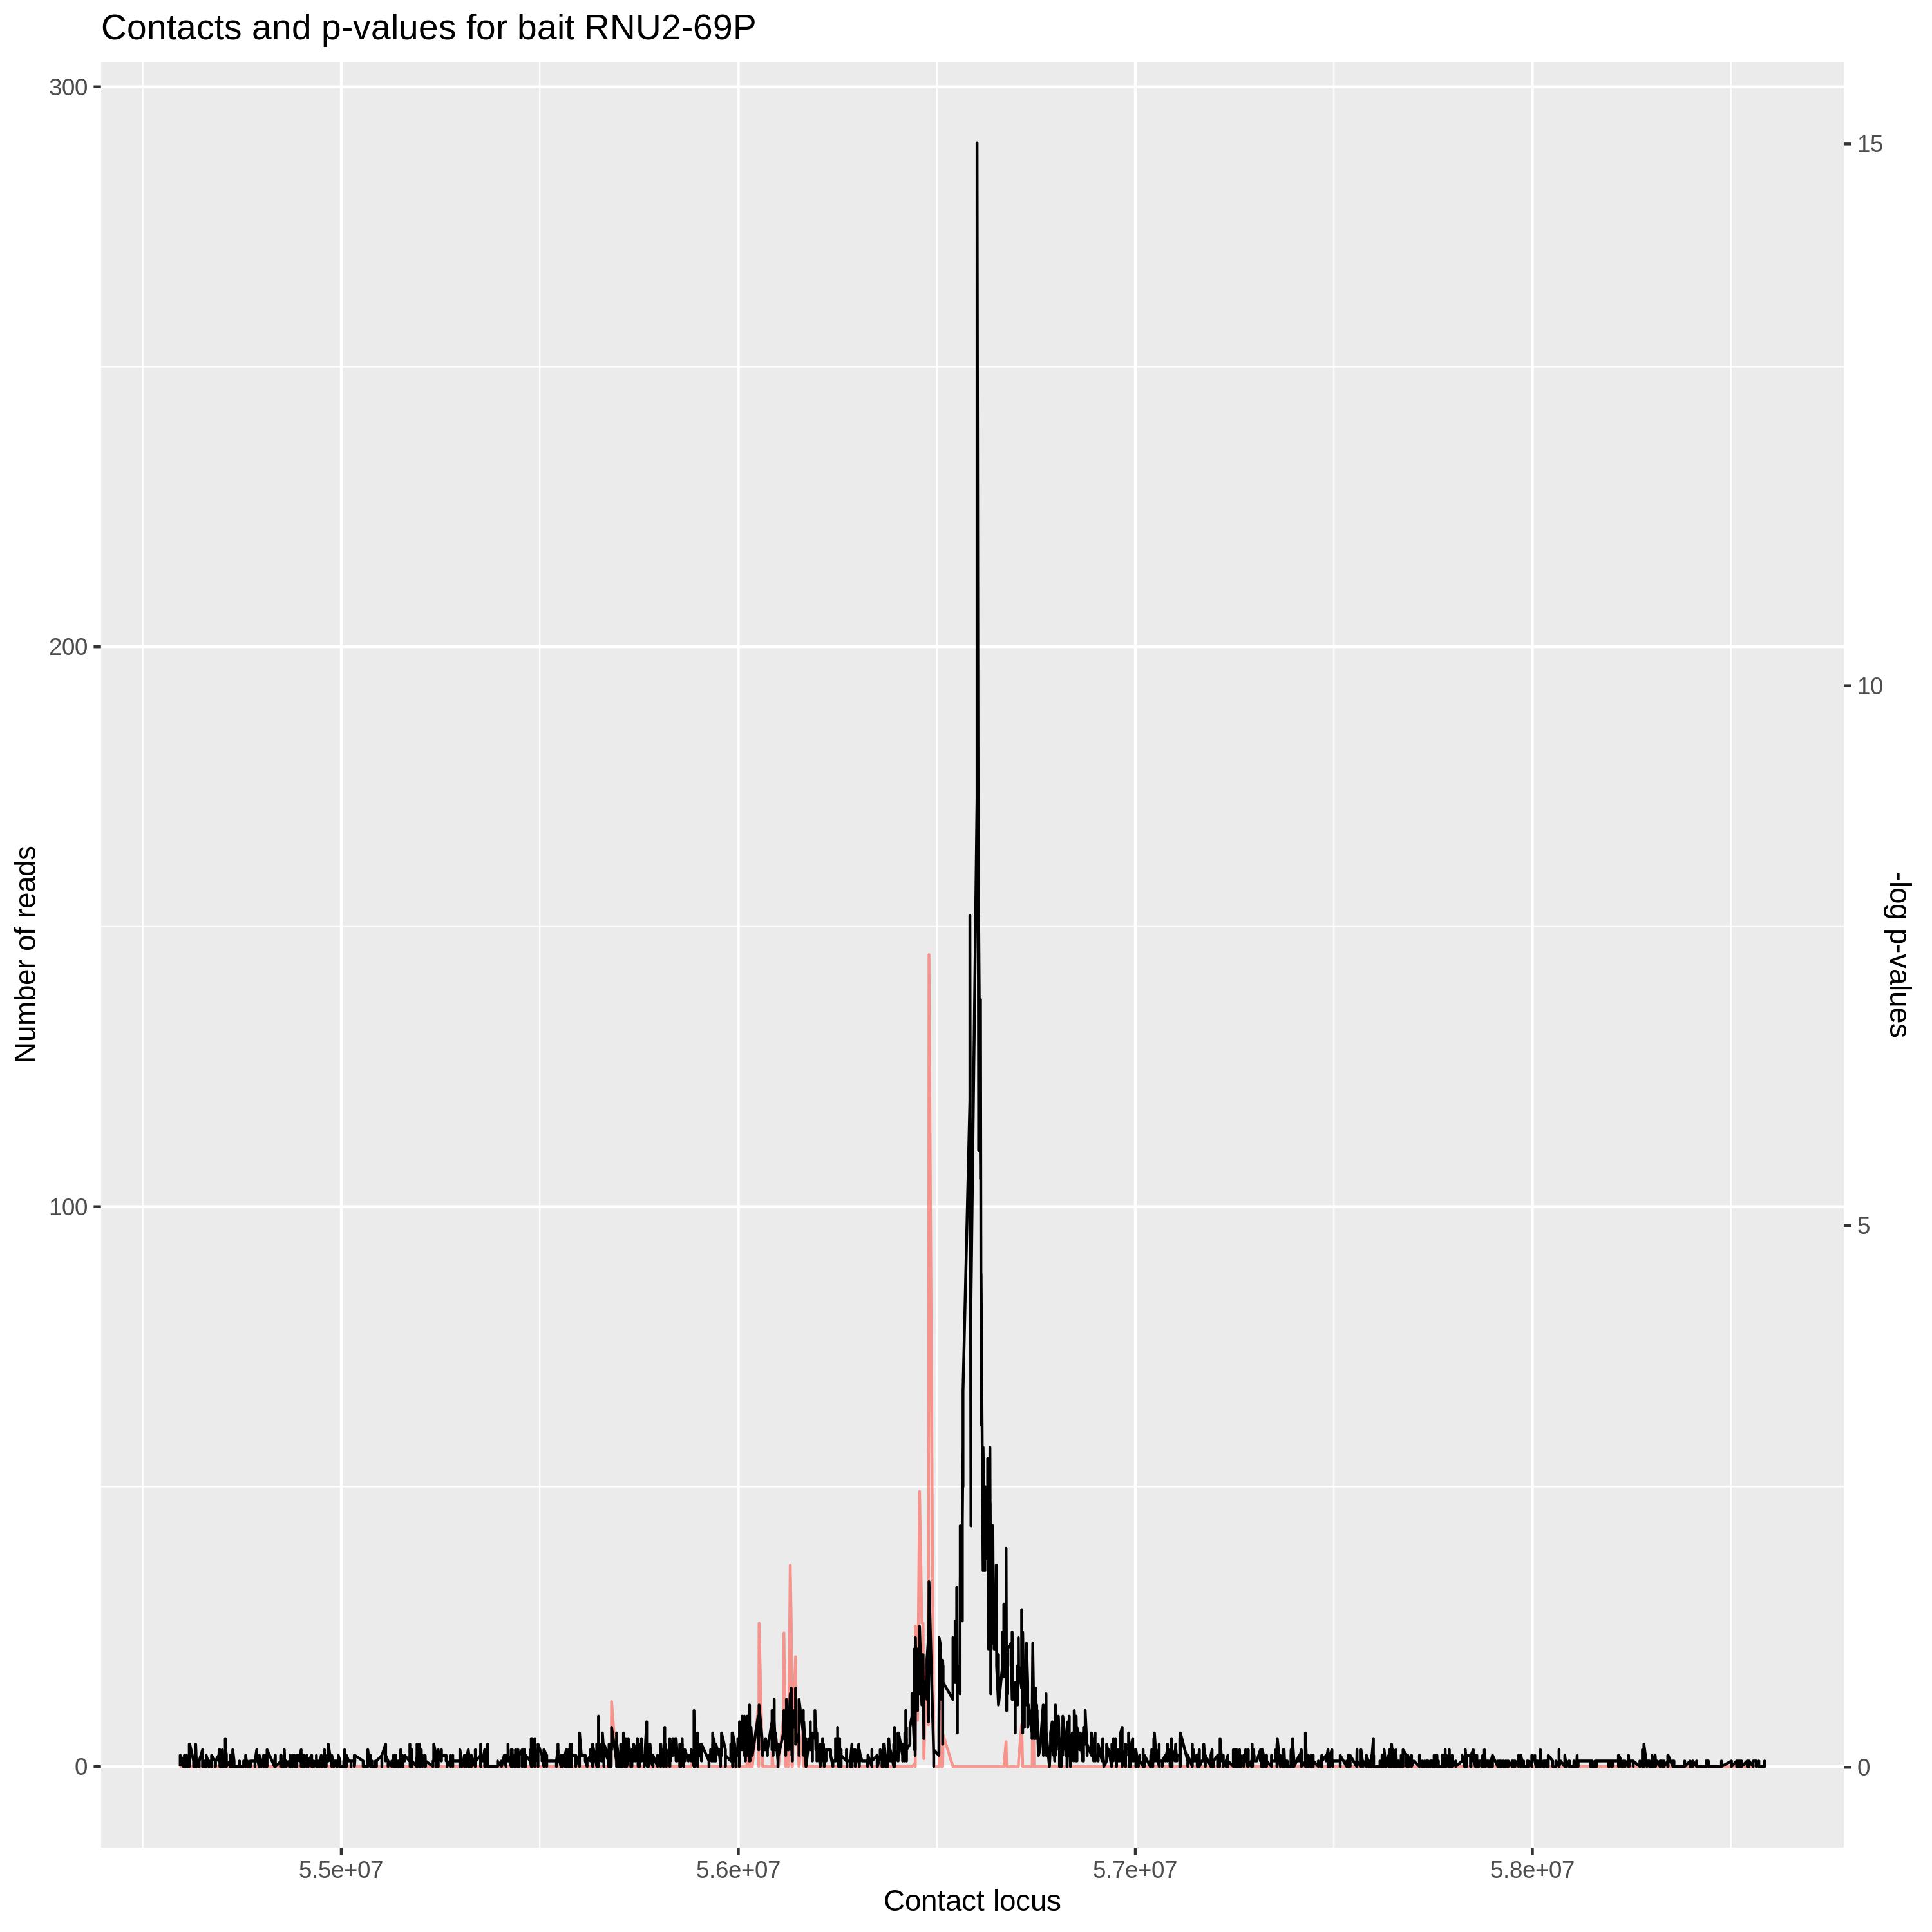 Contacts and p-values for bait RNU2-69P
300
200
100
0
Number of reads
15
10
5
0
-log p-values
5.5e+07
5.6e+07
5.7e+07
5.8e+07
Contact locus